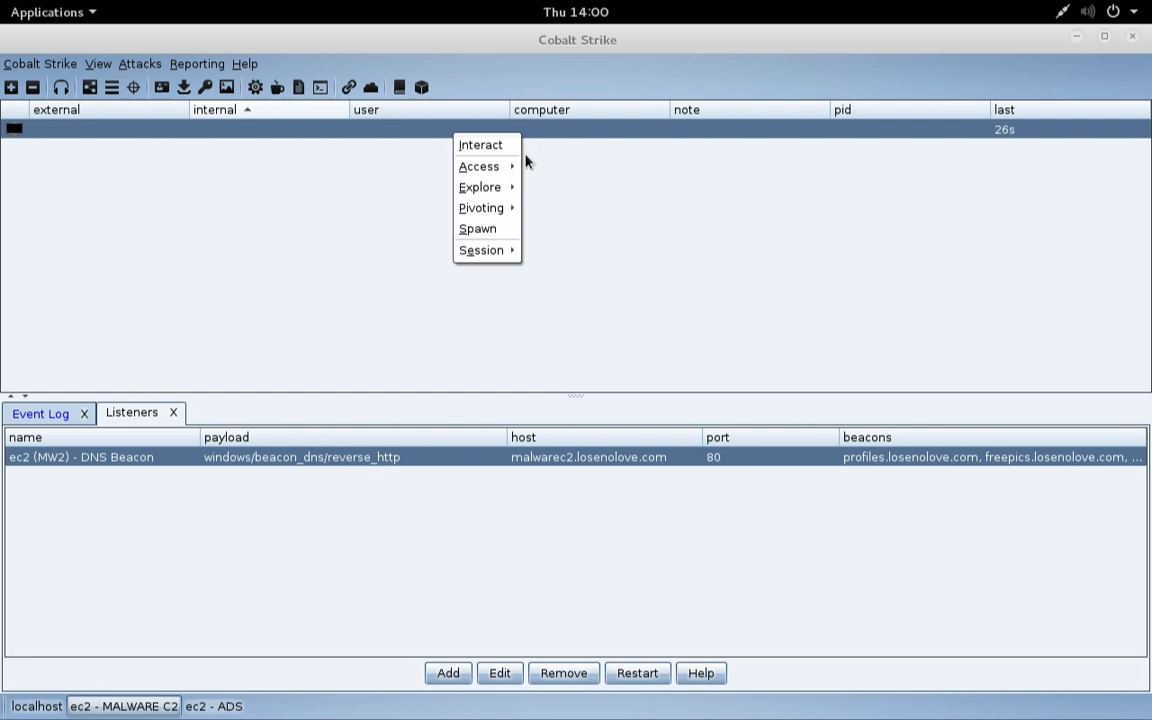 Applications Thu 14:00
Cobalt Strike
Cobalt Strike View Attacks Reporting Help
external internal user computer note pid last
26s
Interact
Access
Explore
Pivoting
Spawn
Session
Event Log X Listeners X
name payload host port beacons
ec2 (MW2) - DNS Beacon windows/beacon_dns/reverse_http malwarec2.losenolove.com 80 profiles.losenolove.com, freepics.losenolove.com, ...
Add Edit Remove Restart Help
localhost ec2 - MALWARE C2 ec2 - ADS